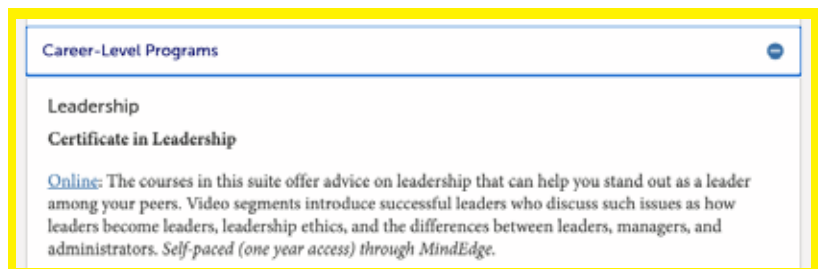 Career-Level Programs
Leadership
Certificate in Leadership
Online: The courses in this suite offer advice on leadership that can help you stand out as a leader
among your peers. Video segments introduce successful leaders who discuss such issues as how
leaders become leaders, leadership ethics, and the differences between leaders, managers, and
administrators. Self-paced (one year access) through MindEdge.